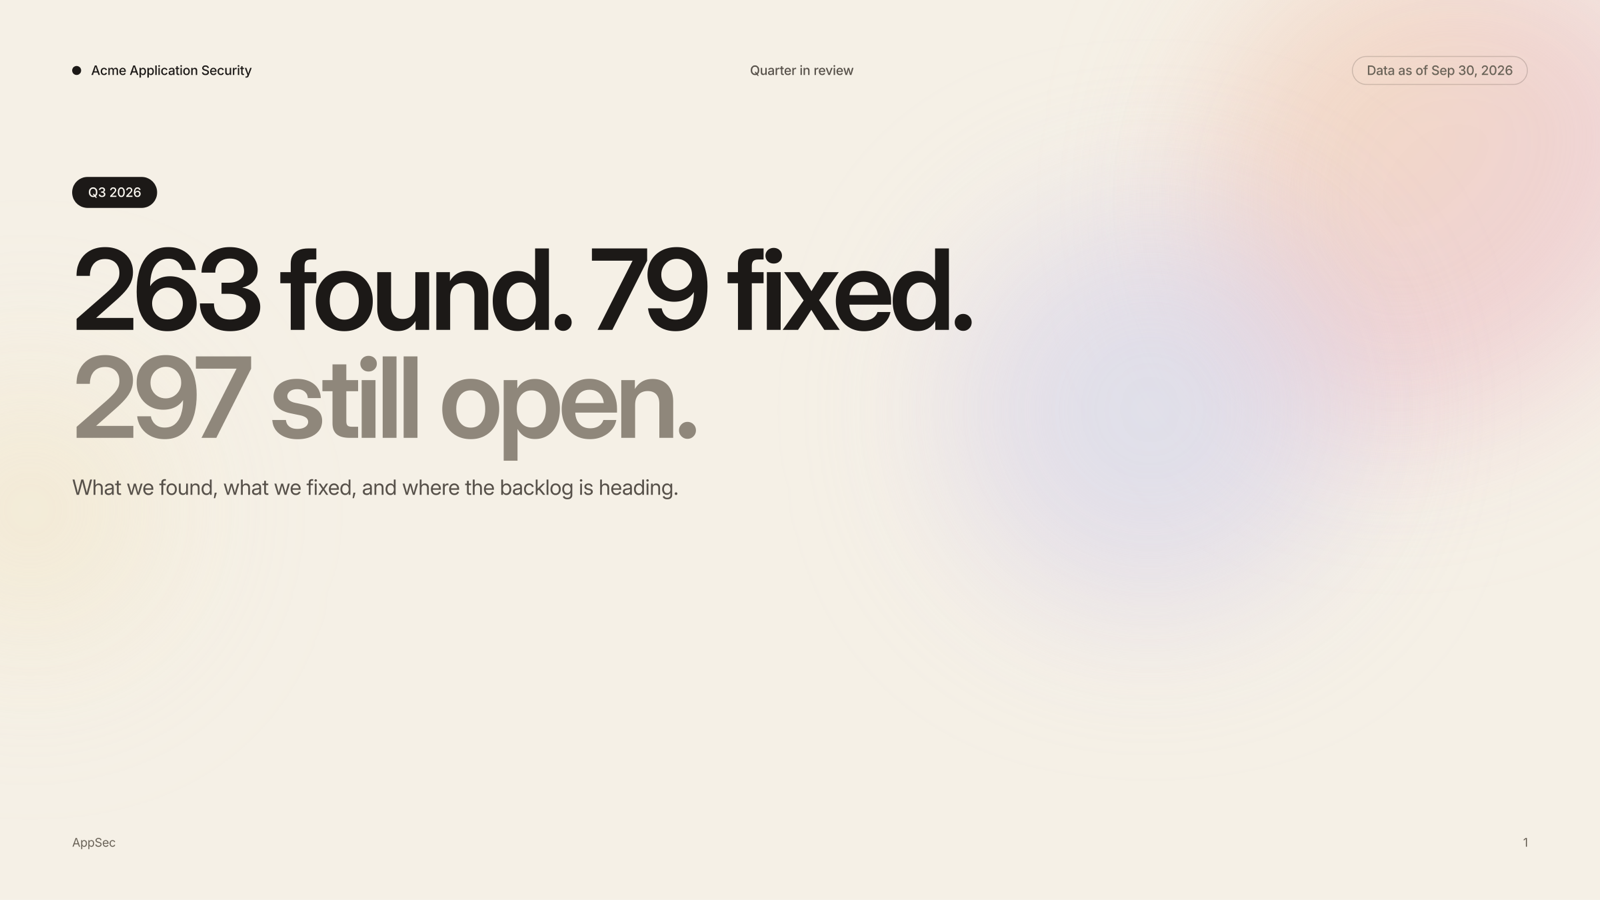 Acme Application Security
Quarter in review
Data as of Sep 30, 2026
Q3 2026
263 found. 79 fixed.
297 still open.
What we found, what we fixed, and where the backlog is heading.
AppSec
1